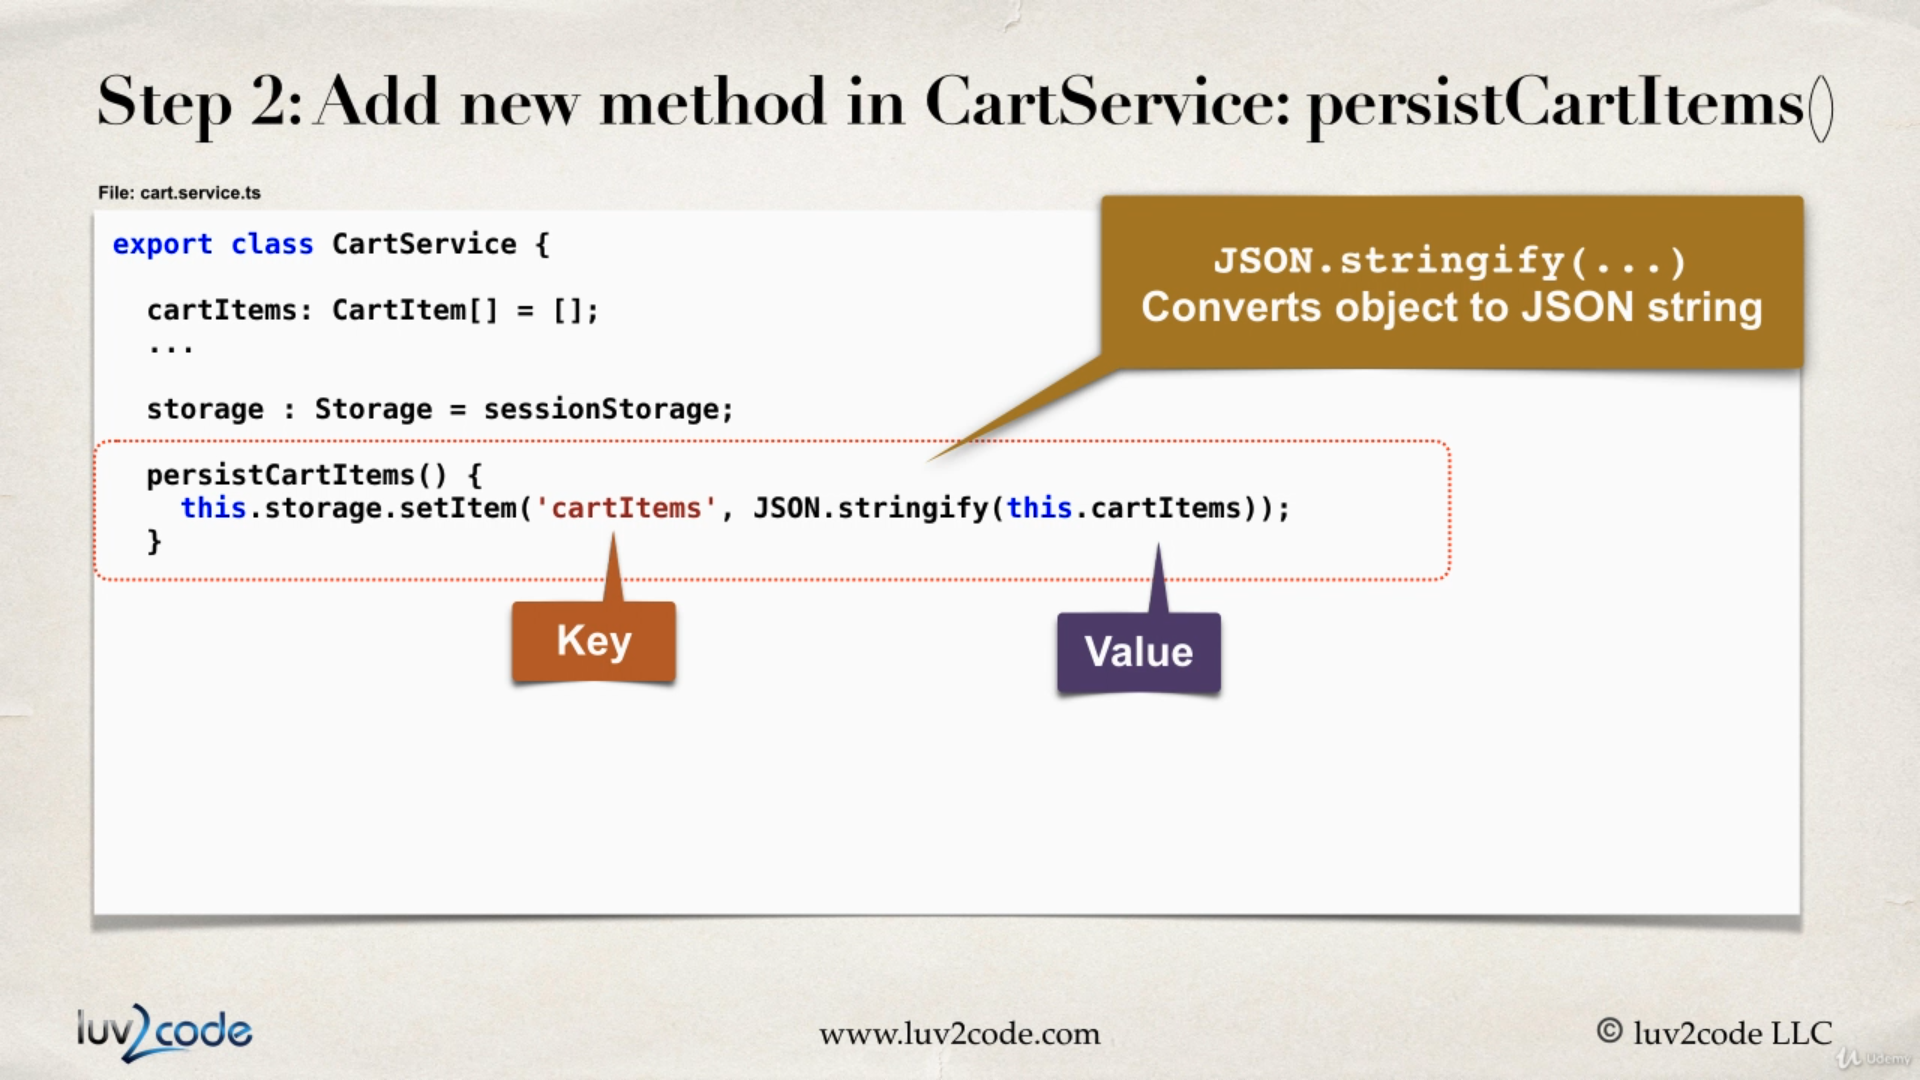 Step 2: Add new method in CartService: persistCartItems()
File: cart.service.ts
export class CartService {
cartItems: CartItem[] = [];
...
storage : Storage = sessionStorage;
persistCartItems() {
this.storage.setItem('cartItems', JSON.stringify(this.cartItems));
}
JSON.stringify(...)
Converts object to JSON string
Key
Value
luv2code
www.luv2code.com
© luv2code LLC
Udemy